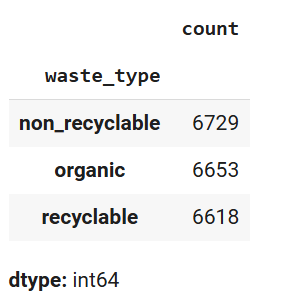 count
waste_type
non_recyclable 6729
organic 6653
recyclable 6618
dtype: int64